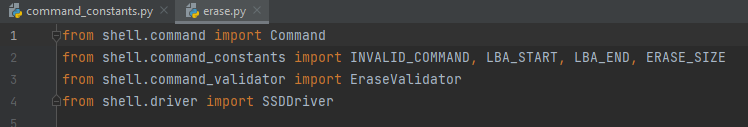 command_constants.py × erase.py ×
1 from shell.command import Command
2 from shell.command_constants import INVALID_COMMAND, LBA_START, LBA_END, ERASE_SIZE
3 from shell.command_validator import EraseValidator
4 from shell.driver import SSDDriver
5